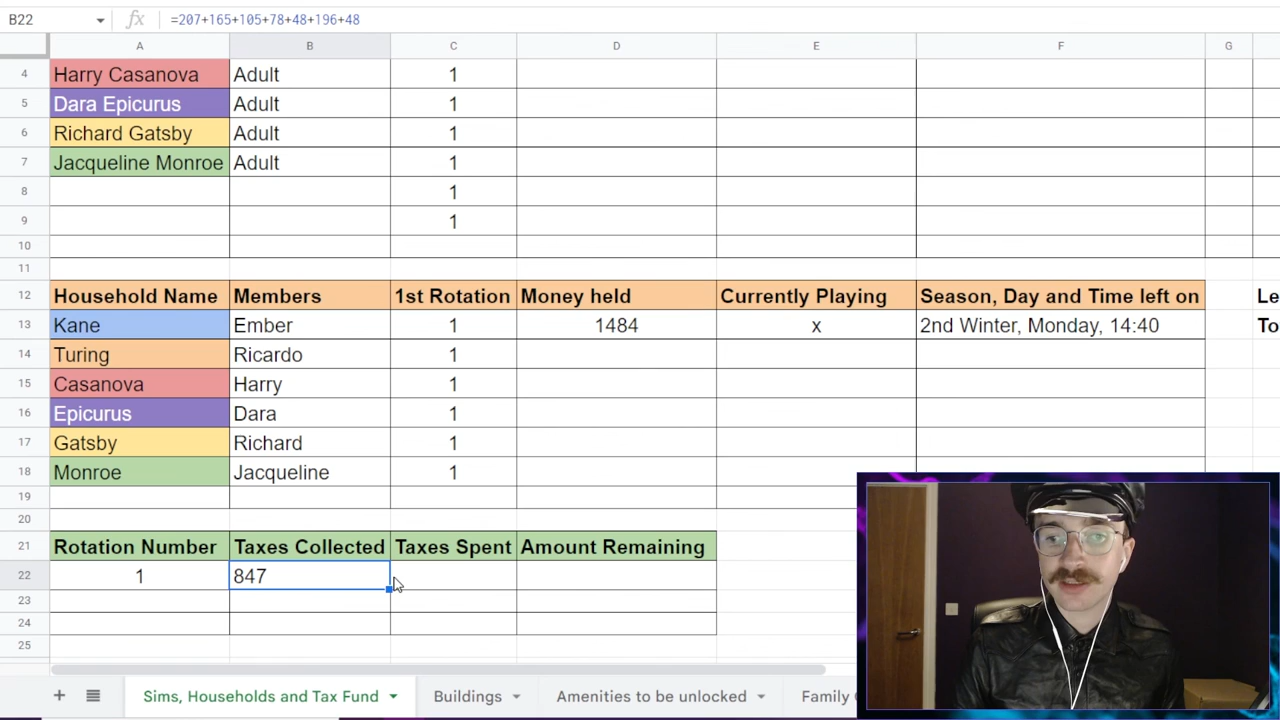 B22 fx =207+165+105+78+48+196+48
A B C D E F G
4 Harry Casanova Adult 1
5 Dara Epicurus Adult 1
6 Richard Gatsby Adult 1
7 Jacqueline Monroe Adult 1
8 1
9 1
10
11
12 Household Name Members 1st Rotation Money held Currently Playing Season, Day and Time left on Le
13 Kane Ember 1 1484 x 2nd Winter, Monday, 14:40 To
14 Turing Ricardo 1
15 Casanova Harry 1
16 Epicurus Dara 1
17 Gatsby Richard 1
18 Monroe Jacqueline 1
19
20
21 Rotation Number Taxes Collected Taxes Spent Amount Remaining
22 1 847
23
24
25
+ Sims, Households and Tax Fund Buildings Amenities to be unlocked Family